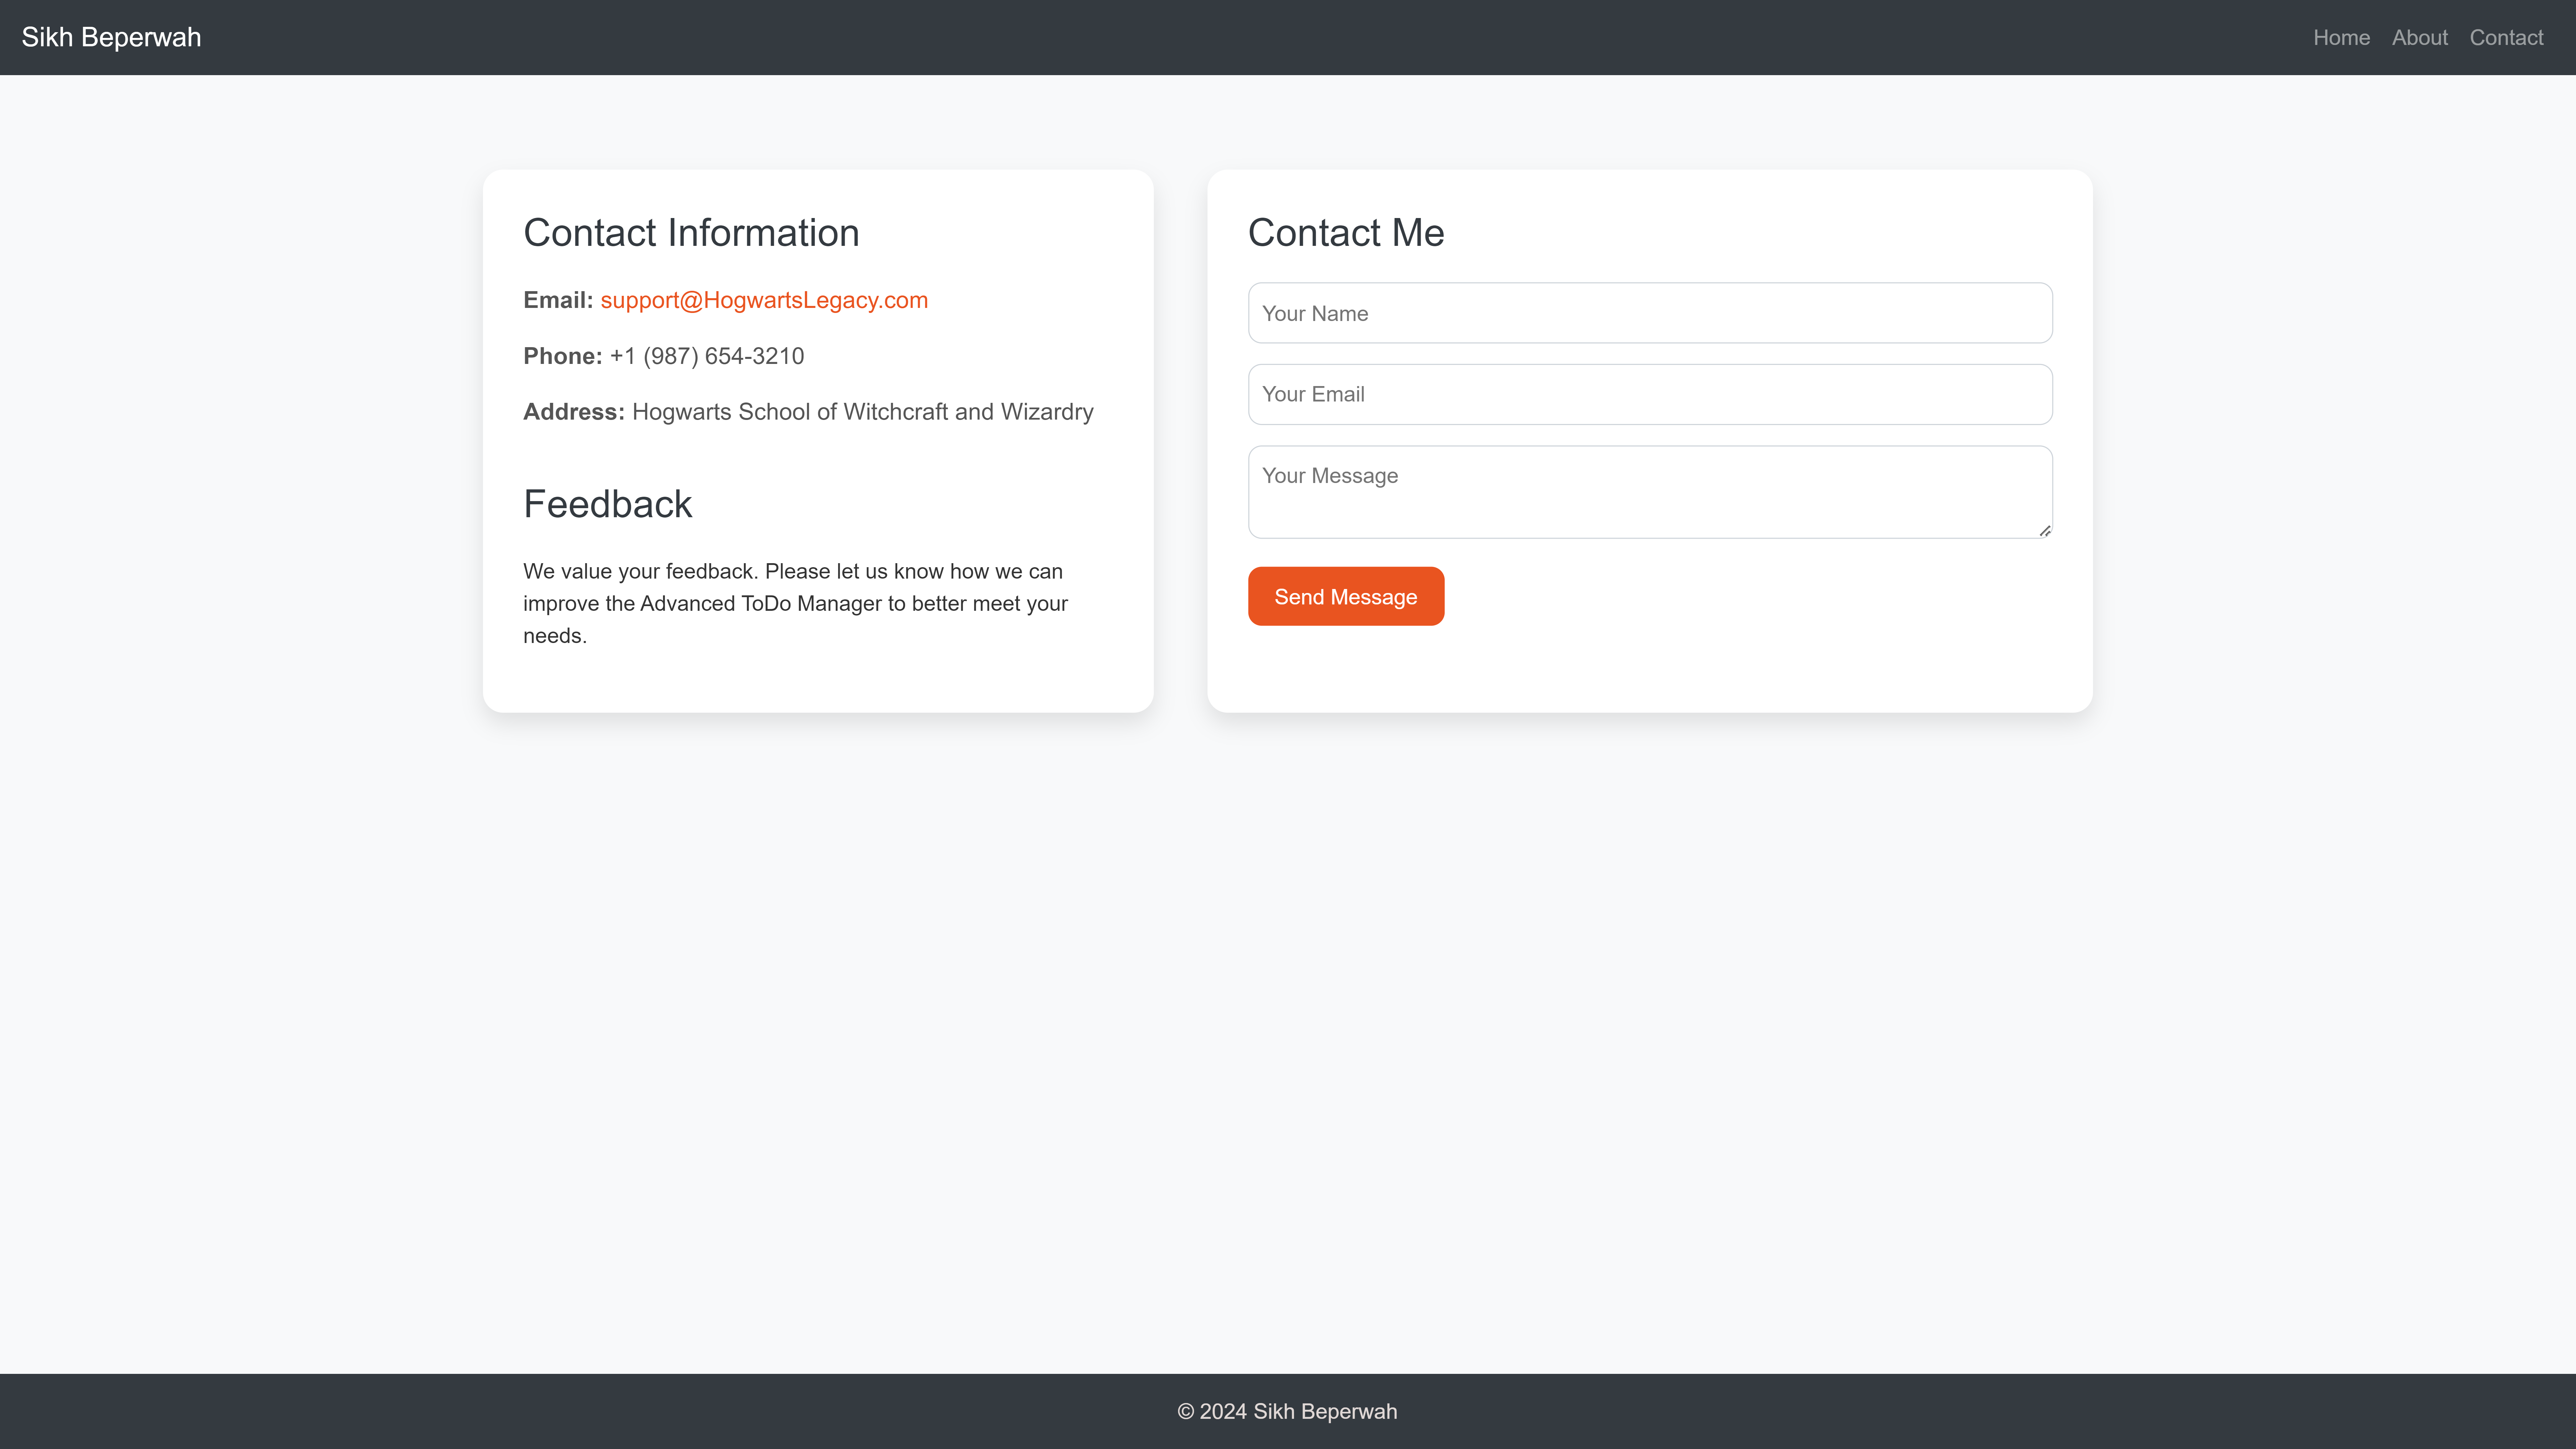 Sikh Beperwah
Home About Contact
Contact Information
Email: support@HogwartsLegacy.com
Phone: +1 (987) 654-3210
Address: Hogwarts School of Witchcraft and Wizardry
Feedback
We value your feedback. Please let us know how we can
improve the Advanced ToDo Manager to better meet your
needs.
Contact Me
Your Name
Your Email
Your Message
Send Message
© 2024 Sikh Beperwah